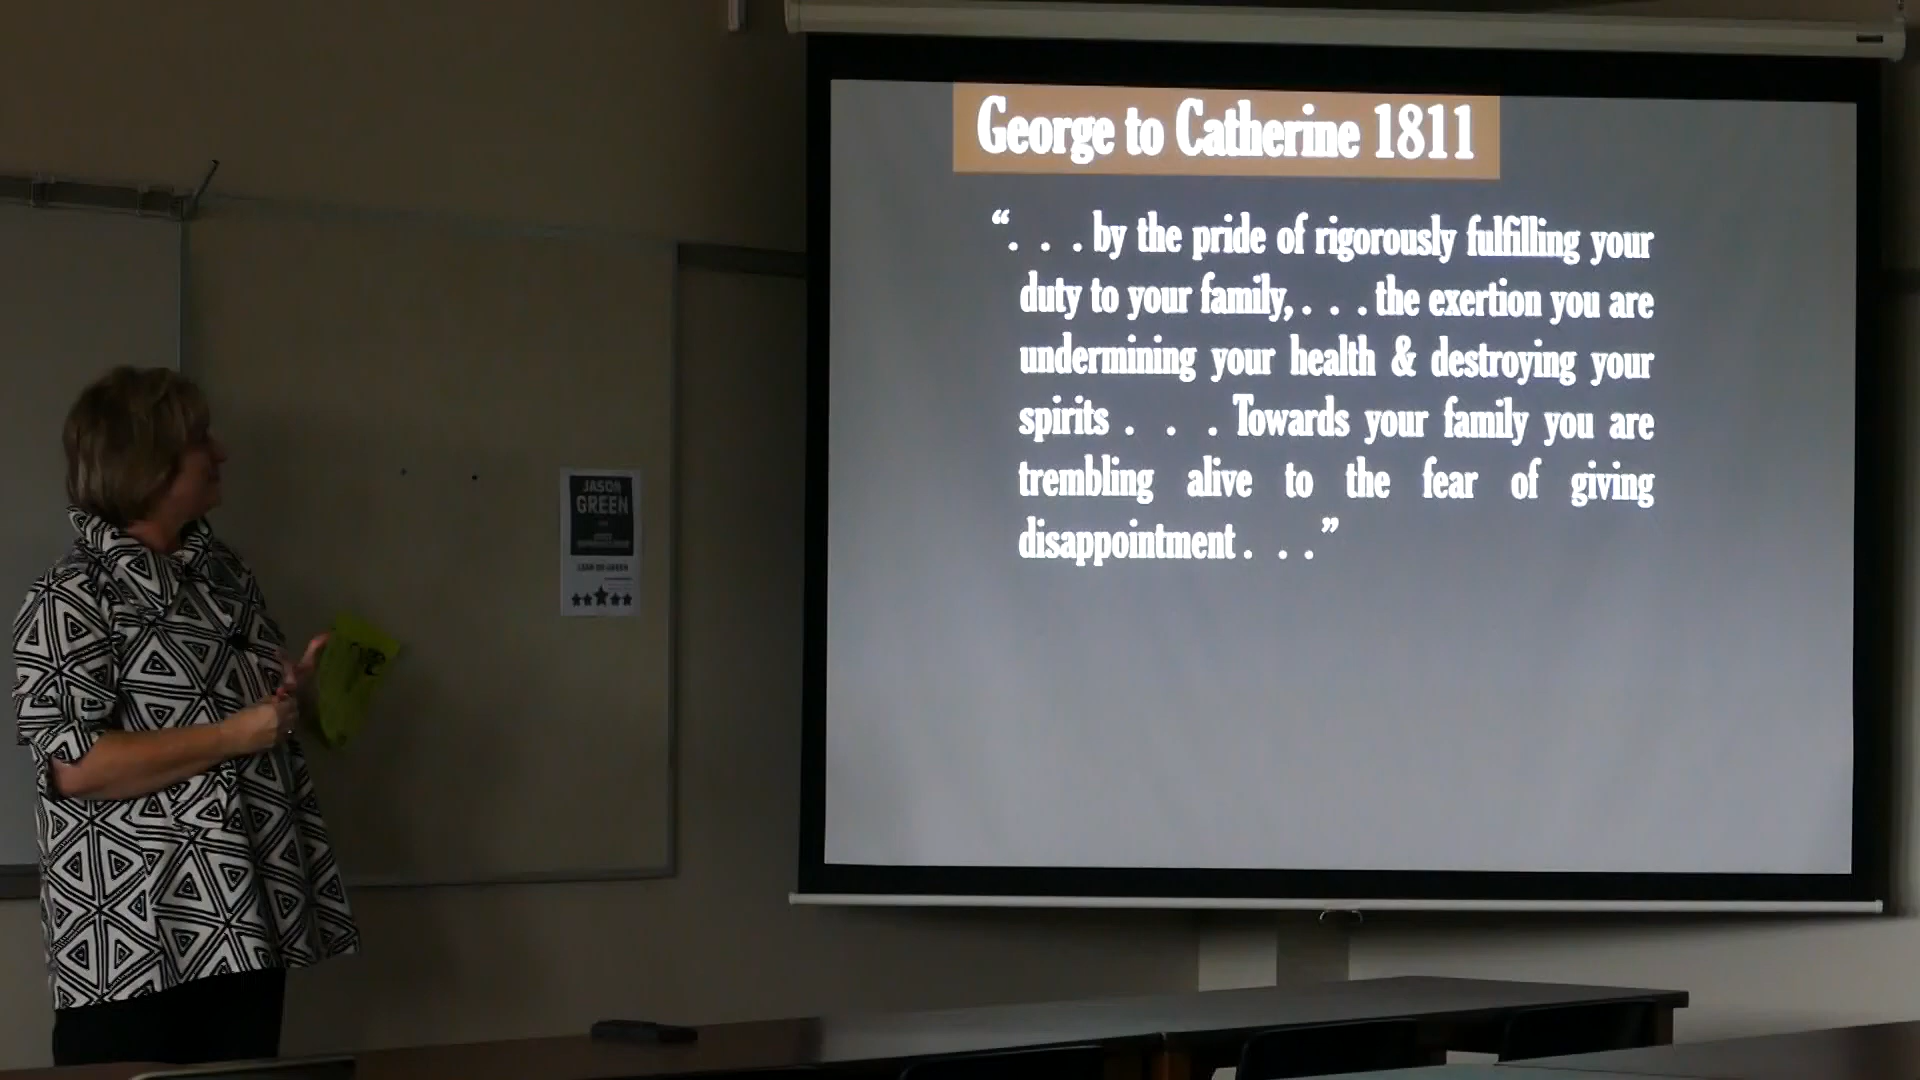 George to Catherine 1811
“. . . by the pride of rigorously fulfilling your
duty to your family, . . . the exertion you are
undermining your health & destroying your
spirits . . . Towards your family you are
trembling alive to the fear of giving
disappointment . . .”
JASON
GREEN